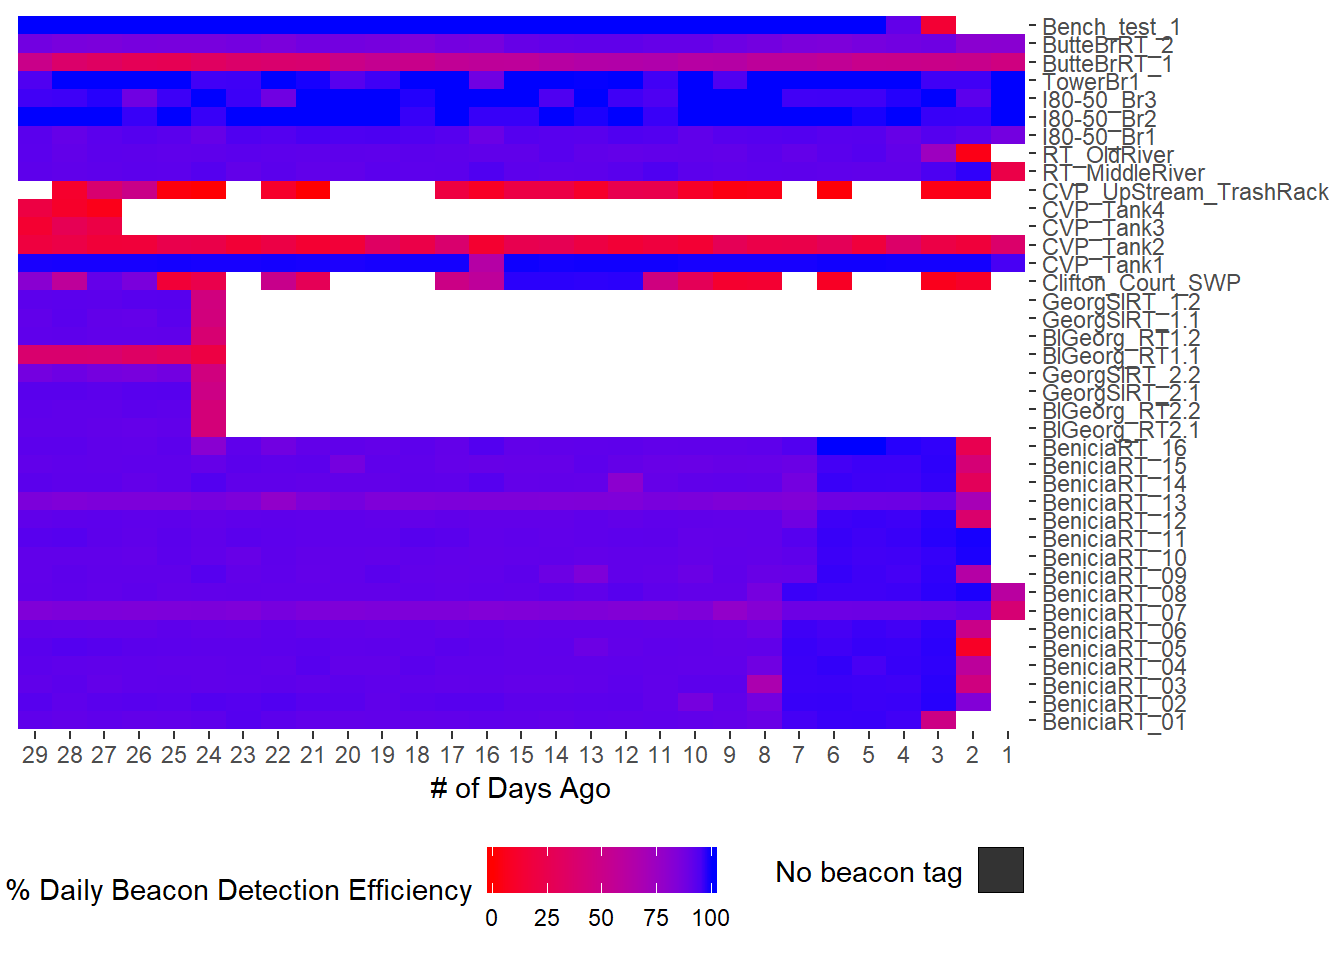 Bench_test_1
ButteBrRT_2
ButteBrRT_1
TowerBr1
I80-50_Br3
I80-50_Br2
I80-50_Br1
RT_OldRiver
RT_MiddleRiver
CVP_UpStream_TrashRack
CVP_Tank4
CVP_Tank3
CVP_Tank2
CVP_Tank1
Clifton_Court_SWP
GeorgSlRT_1.2
GeorgSlRT_1.1
BlGeorg_RT1.2
BlGeorg_RT1.1
GeorgSlRT_2.2
GeorgSlRT_2.1
BlGeorg_RT2.2
BlGeorg_RT2.1
BeniciaRT_16
BeniciaRT_15
BeniciaRT_14
BeniciaRT_13
BeniciaRT_12
BeniciaRT_11
BeniciaRT_10
BeniciaRT_09
BeniciaRT_08
BeniciaRT_07
BeniciaRT_06
BeniciaRT_05
BeniciaRT_04
BeniciaRT_03
BeniciaRT_02
BeniciaRT_01
29 28 27 26 25 24 23 22 21 20 19 18 17 16 15 14 13 12 11 10 9 8 7 6 5 4 3 2 1
# of Days Ago
% Daily Beacon Detection Efficiency
0 25 50 75 100
No beacon tag